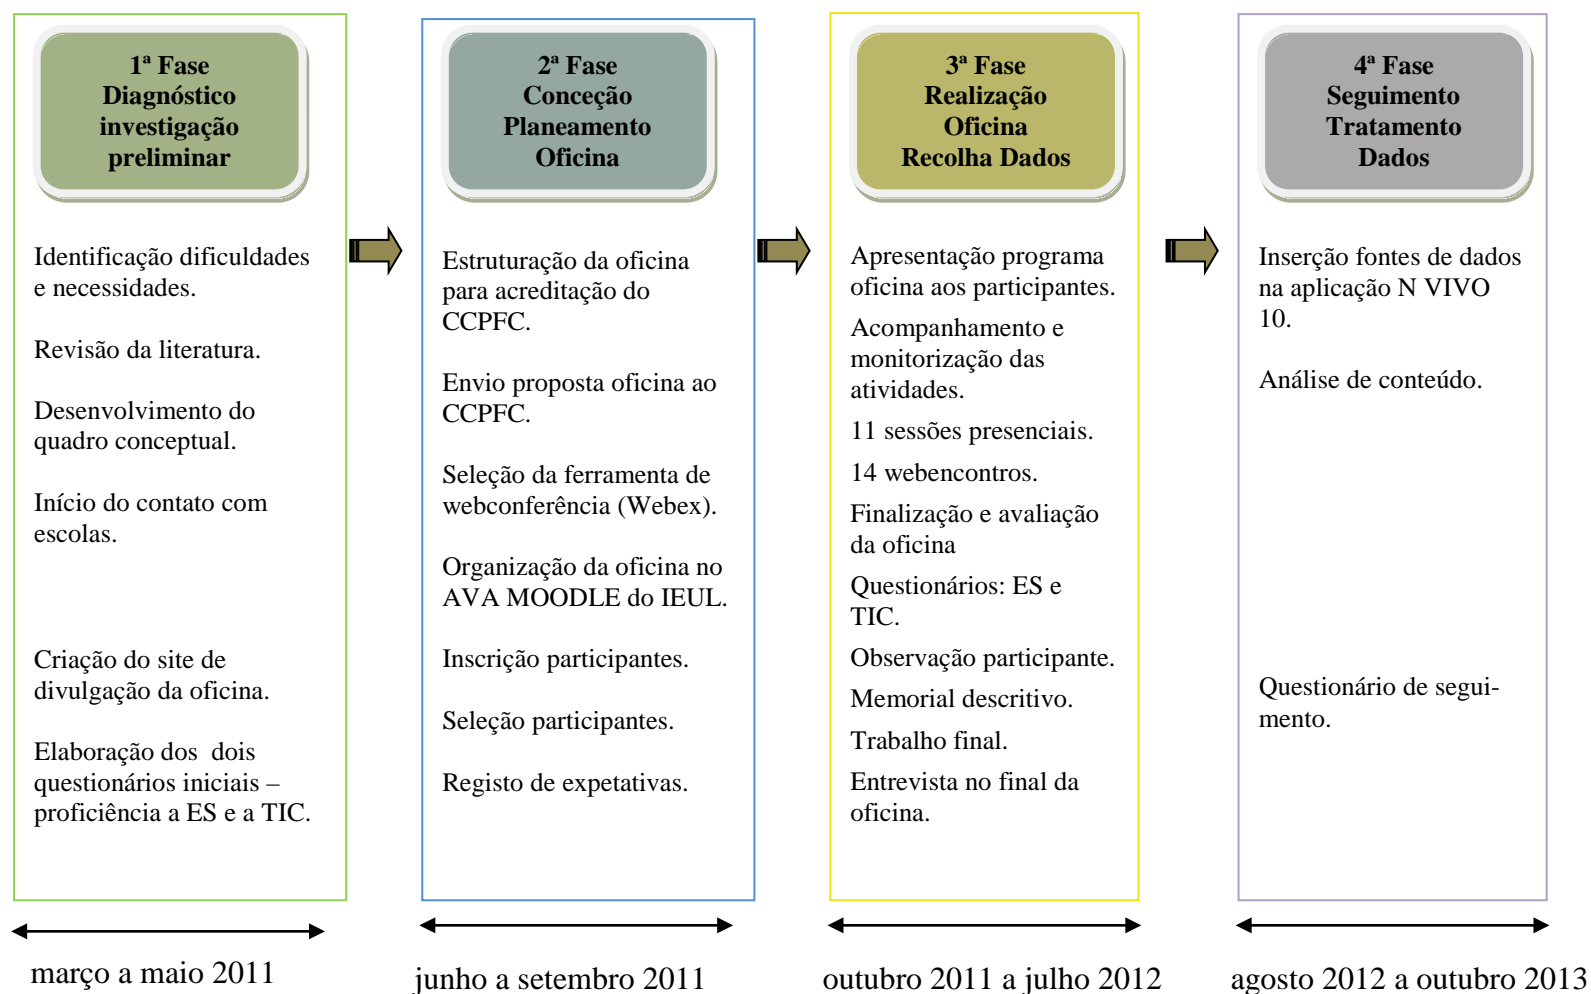 1ª Fase
Diagnóstico
investigação
preliminar
Identificação dificuldades
e necessidades.
Revisão da literatura.
Desenvolvimento do
quadro conceptual.
Início do contato com
escolas.
Criação do site de
divulgação da oficina.
Elaboração dos  dois
questionários iniciais –
proficiência a ES e a TIC.
março a maio 2011
2ª Fase
Conceção
Planeamento
Oficina
Estruturação da oficina
para acreditação do
CCPFC.
Envio proposta oficina ao
CCPFC.
Seleção da ferramenta de
webconferência (Webex).
Organização da oficina no
AVA MOODLE do IEUL.
Inscrição participantes.
Seleção participantes.
Registo de expetativas.
junho a setembro 2011
3ª Fase
Realização
Oficina
Recolha Dados
Apresentação programa
oficina aos participantes.
Acompanhamento e
monitorização das
atividades.
11 sessões presenciais.
14 webencontros.
Finalização e avaliação
da oficina
Questionários: ES e
TIC.
Observação participante.
Memorial descritivo.
Trabalho final.
Entrevista no final da
oficina.
outubro 2011 a julho 2012
4ª Fase
Seguimento
Tratamento
Dados
Inserção fontes de dados
na aplicação N VIVO
10.
Análise de conteúdo.
Questionário de segui-
mento.
agosto 2012 a outubro 2013